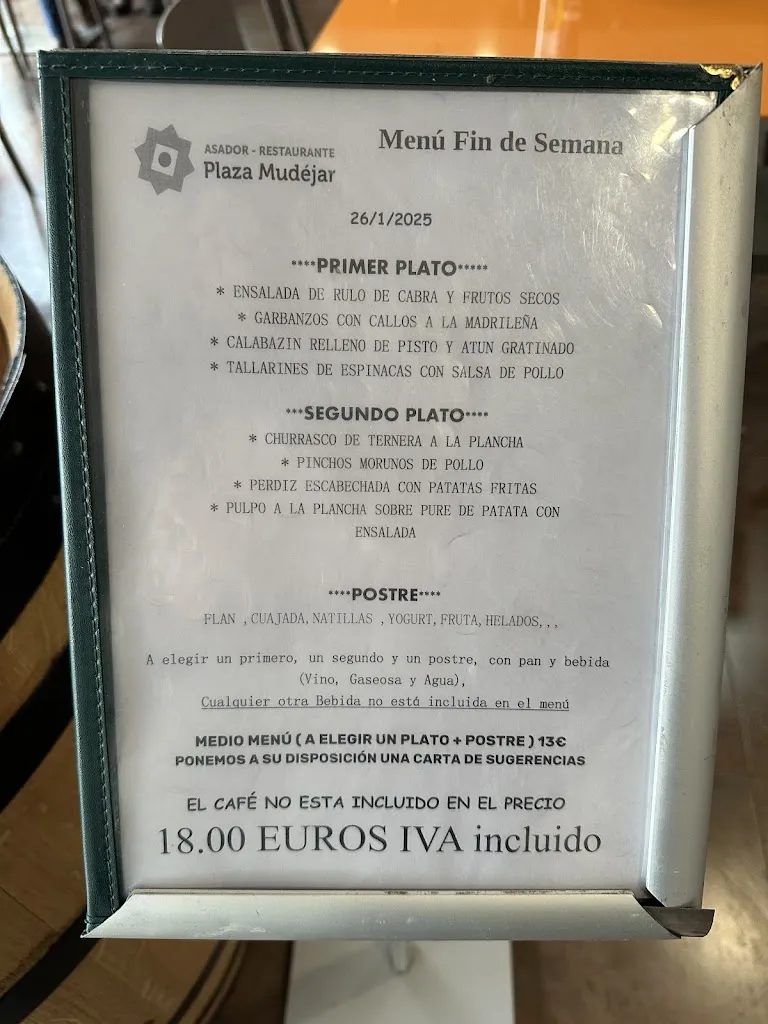 ASADOR - RESTAURANTE
Plaza Mudéjar
Menú Fin de Semana
26/1/2025
****PRIMER PLATO*****
* ENSALADA DE RULO DE CABRA Y FRUTOS SECOS
* GARBANZOS CON CALLOS A LA MADRILEÑA
* CALABAZIN RELLENO DE PISTO Y ATUN GRATINADO
* TALLARINES DE ESPINACAS CON SALSA DE POLLO
***SEGUNDO PLATO****
* CHURRASCO DE TERNERA A LA PLANCHA
* PINCHOS MORUNOS DE POLLO
* PERDIZ ESCABECHADA CON PATATAS FRITAS
* PULPO A LA PLANCHA SOBRE PURE DE PATATA CON
ENSALADA
****POSTRE****
FLAN ,CUAJADA,NATILLAS ,YOGURT,FRUTA,HELADOS,,,
A elegir un primero, un segundo y un postre, con pan y bebida
(Vino, Gaseosa y Agua),
Cualquier otra Bebida no está incluida en el menú
MEDIO MENÚ ( A ELEGIR UN PLATO + POSTRE ) 13€
PONEMOS A SU DISPOSICIÓN UNA CARTA DE SUGERENCIAS
EL CAFÉ NO ESTA INCLUIDO EN EL PRECIO
18.00 EUROS IVA incluido